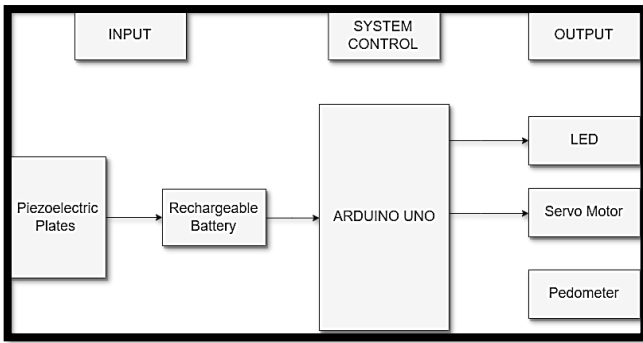 INPUT
SYSTEM
CONTROL
OUTPUT
Piezoelectric
Plates
Rechargeable
Battery
ARDUINO UNO
LED
Servo Motor
Pedometer